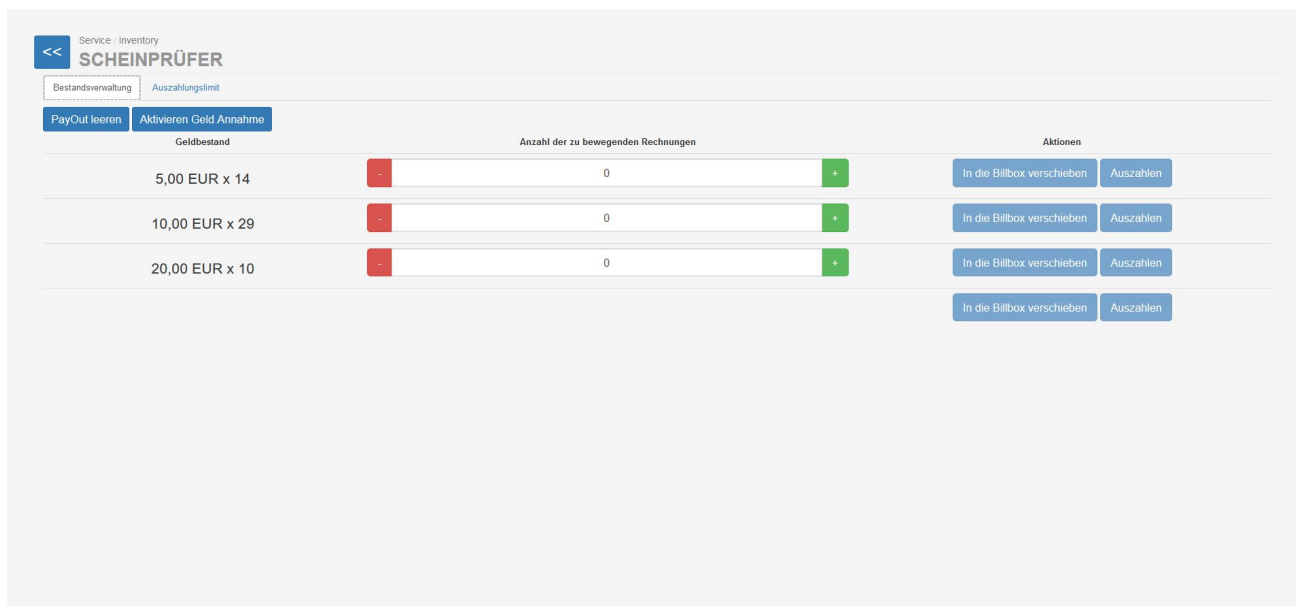 << Service / Inventory
SCHEINPRÜFER
Bestandsverwaltung Auszahlungslimit
PayOut leeren Aktivieren Geld Annahme
Geldbestand Anzahl der zu bewegenden Rechnungen Aktionen
5,00 EUR x 14 - 0 + In die Billbox verschieben Auszahlen
10,00 EUR x 29 - 0 + In die Billbox verschieben Auszahlen
20,00 EUR x 10 - 0 + In die Billbox verschieben Auszahlen
In die Billbox verschieben Auszahlen